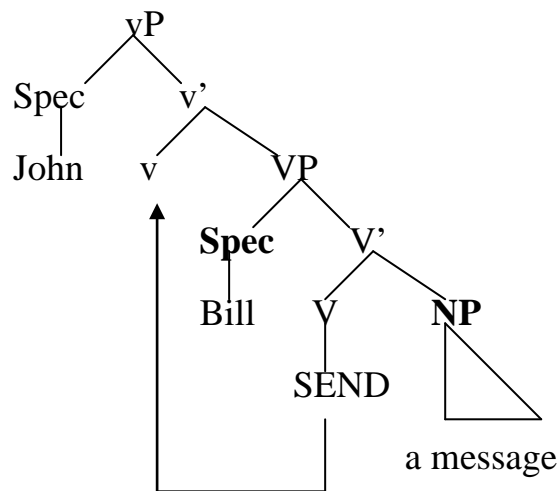 vP
Spec v’
John v VP
Spec V’
Bill V NP
SEND
a message